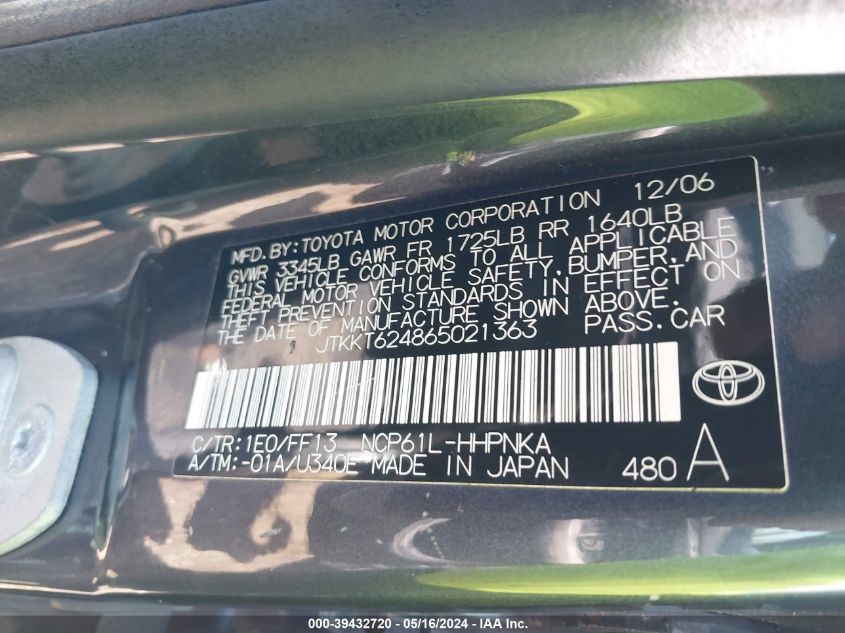 MFD. BY: TOYOTA MOTOR CORPORATION 12/06
GVWR 3345LB GAWR FR 1725LB RR 1640LB
THIS VEHICLE CONFORMS TO ALL APPLICABLE
FEDERAL MOTOR VEHICLE SAFETY, BUMPER, AND
THEFT PREVENTION STANDARDS IN EFFECT ON
THE DATE OF MANUFACTURE SHOWN ABOVE.
JTKKT624865021363 PASS. CAR
C/TR: 1E0/FF13 NCP61L-HHPNKA
A/TM: -01A/U340E MADE IN JAPAN 480 A
000-39432720 - 05/16/2024 - IAA Inc.